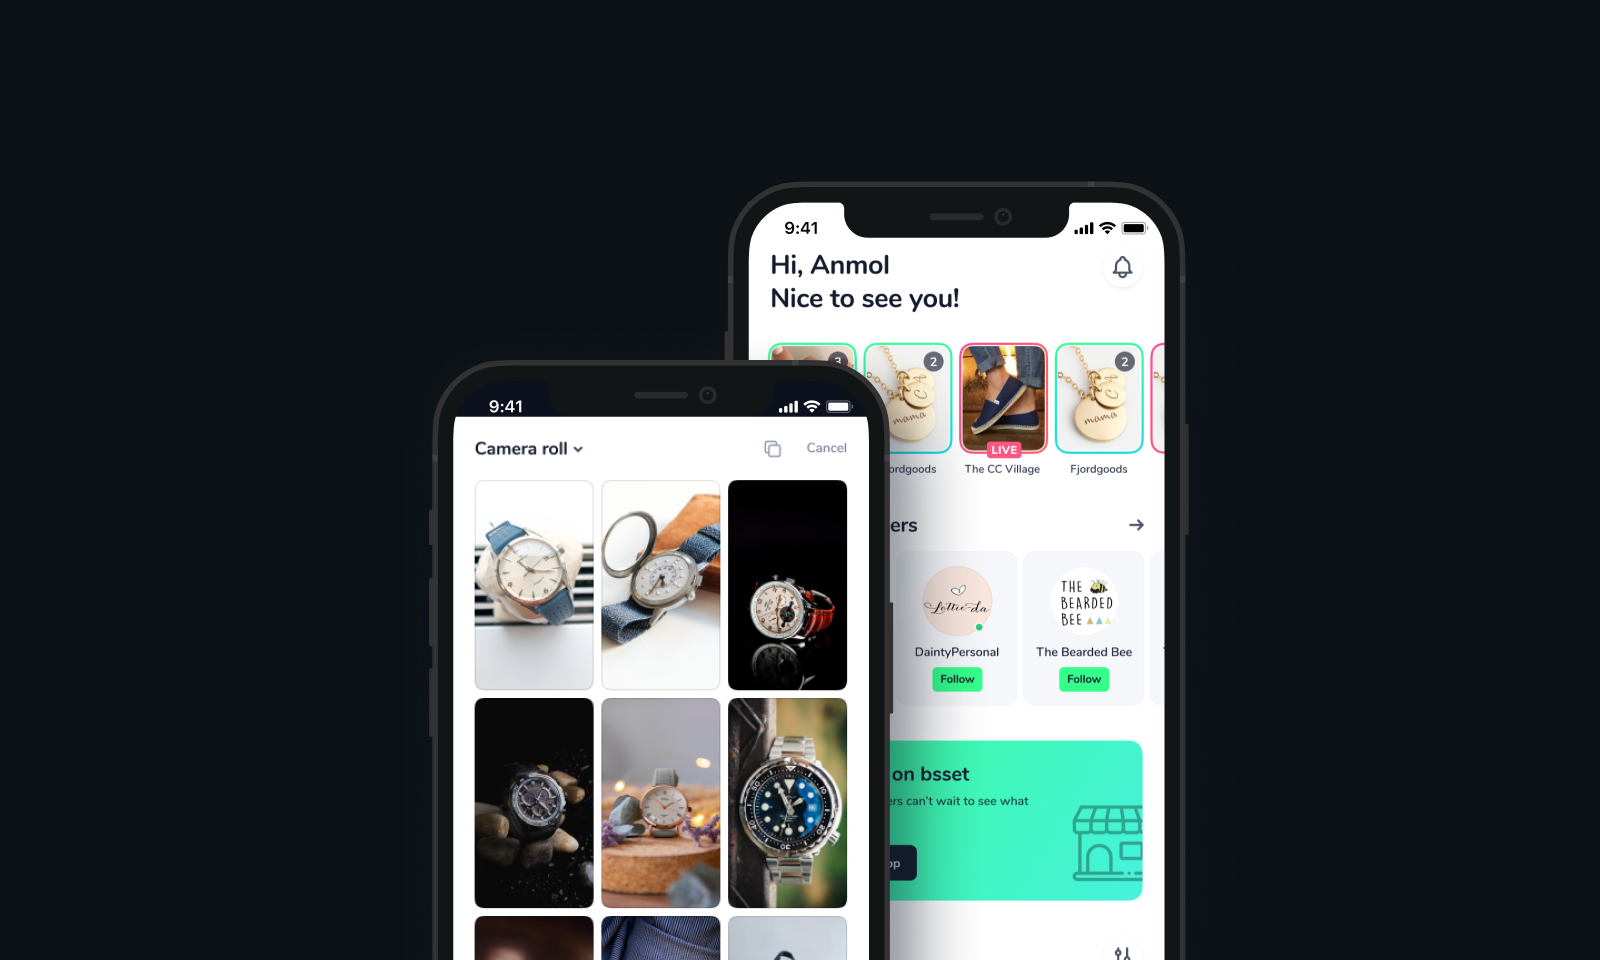 9:41
Hi, Anmol
Nice to see you!
3
2
2
LIVE
ordgoods
The CC Village
Fjordgoods
ers
Lottie-da
THE
BEARDED
BEE
DaintyPersonal
The Bearded Bee
Follow
Follow
on bsset
ers can't wait to see what
op
9:41
Camera roll
Cancel
mama
mama